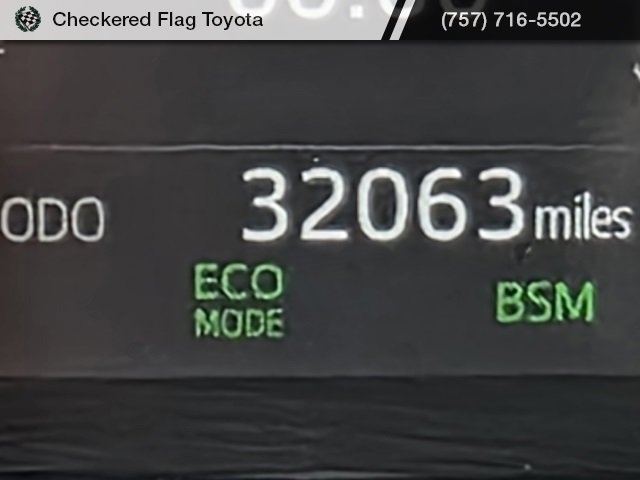 Checkered Flag Toyota (757) 716-5502
ODO 32063 miles
ECO BSM
MODE